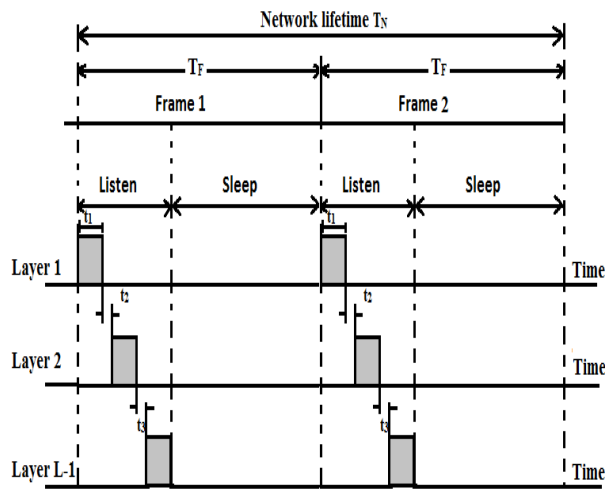 Network lifetime TN
TF TF
Frame 1 Frame 2
Listen Sleep Listen Sleep
t1 t1
Layer 1 Time
t2 t2
Layer 2 Time
t3 t3
Layer L-1 Time